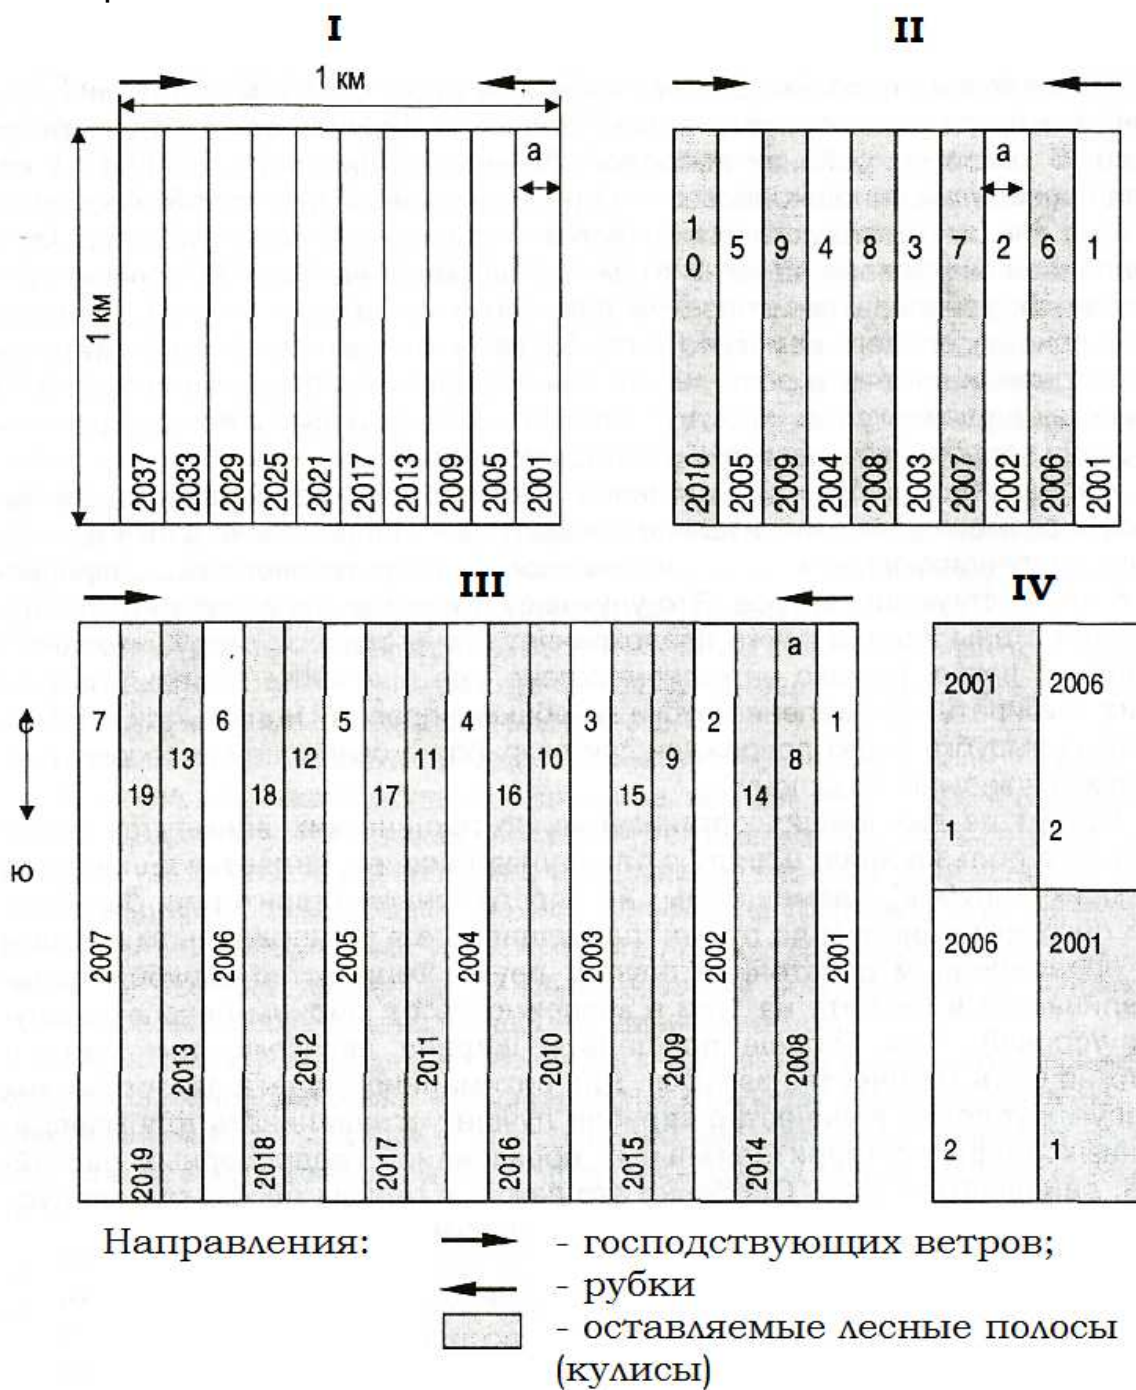 I
II
1 км
1 км
а
2037 2033 2029 2025 2021 2017 2013 2009 2005 2001
а
10 5 9 4 8 3 7 2 6 1
2010 2005 2009 2004 2008 2003 2007 2002 2006 2001
III
IV
а
с
ю
7 6 5 4 3 2 1
13 12 11 10 9 8
19 18 17 16 15 14
2007 2006 2005 2004 2003 2002 2001
2013 2012 2011 2010 2009 2008
2019 2018 2017 2016 2015 2014
2001 2006
1 2
2006 2001
2 1
Направления:
- господствующих ветров;
- рубки
- оставляемые лесные полосы
(кулисы)